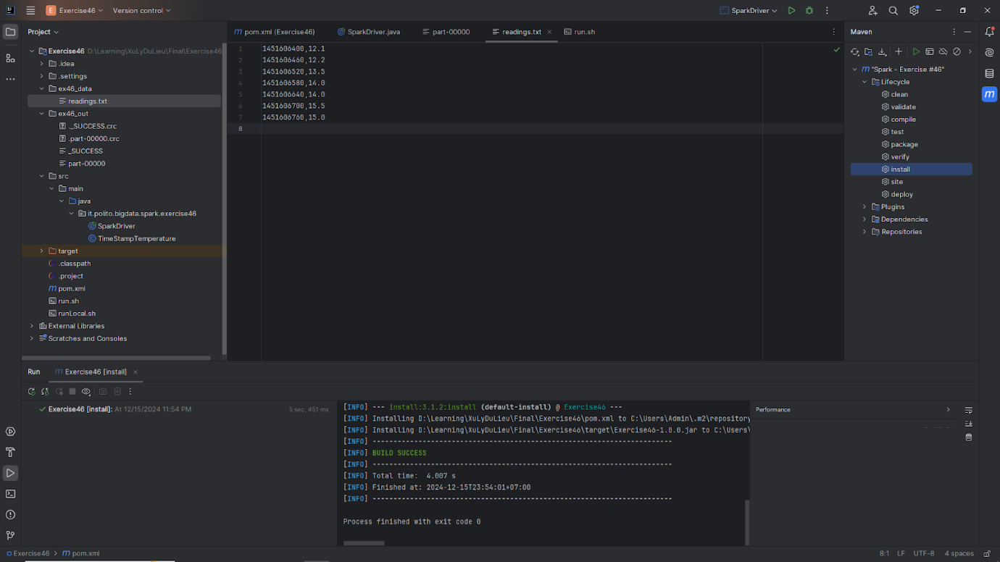 E Exercise46 Version control SparkDriver
Project
Exercise46 D:\Learning\XuLyDuLieu\Final\Exercise46
.idea
.settings
ex46_data
readings.txt
ex46_out
._SUCCESS.crc
.part-00000.crc
_SUCCESS
part-00000
src
main
java
it.polito.bigdata.spark.exercise46
SparkDriver
TimeStampTemperature
target
.classpath
.project
pom.xml
run.sh
runLocal.sh
External Libraries
Scratches and Consoles
pom.xml (Exercise46) SparkDriver.java part-00000 readings.txt run.sh
1 1451606400,12.1
2 1451606460,12.2
3 1451606520,13.5
4 1451606580,14.0
5 1451606640,14.0
6 1451606700,15.5
7 1451606760,15.0
8
Maven
"Spark - Exercise #46"
Lifecycle
clean
validate
compile
test
package
verify
install
site
deploy
Plugins
Dependencies
Repositories
Run Exercise46 [install]
Exercise46 [install]: At 12/15/2024 11:54 PM 5 sec, 451 ms
[INFO] --- install:3.1.2:install (default-install) @ Exercise46 ---
[INFO] Installing D:\Learning\XuLyDuLieu\Final\Exercise46\pom.xml to C:\Users\Admin\.m2\repository
[INFO] Installing D:\Learning\XuLyDuLieu\Final\Exercise46\target\Exercise46-1.0.0.jar to C:\Users\
[INFO] ------------------------------------------------------------------------
[INFO] BUILD SUCCESS
[INFO] ------------------------------------------------------------------------
[INFO] Total time:  4.007 s
[INFO] Finished at: 2024-12-15T23:54:01+07:00
[INFO] ------------------------------------------------------------------------
Process finished with exit code 0
Performance
Exercise46 > pom.xml
8:1 LF UTF-8 4 spaces